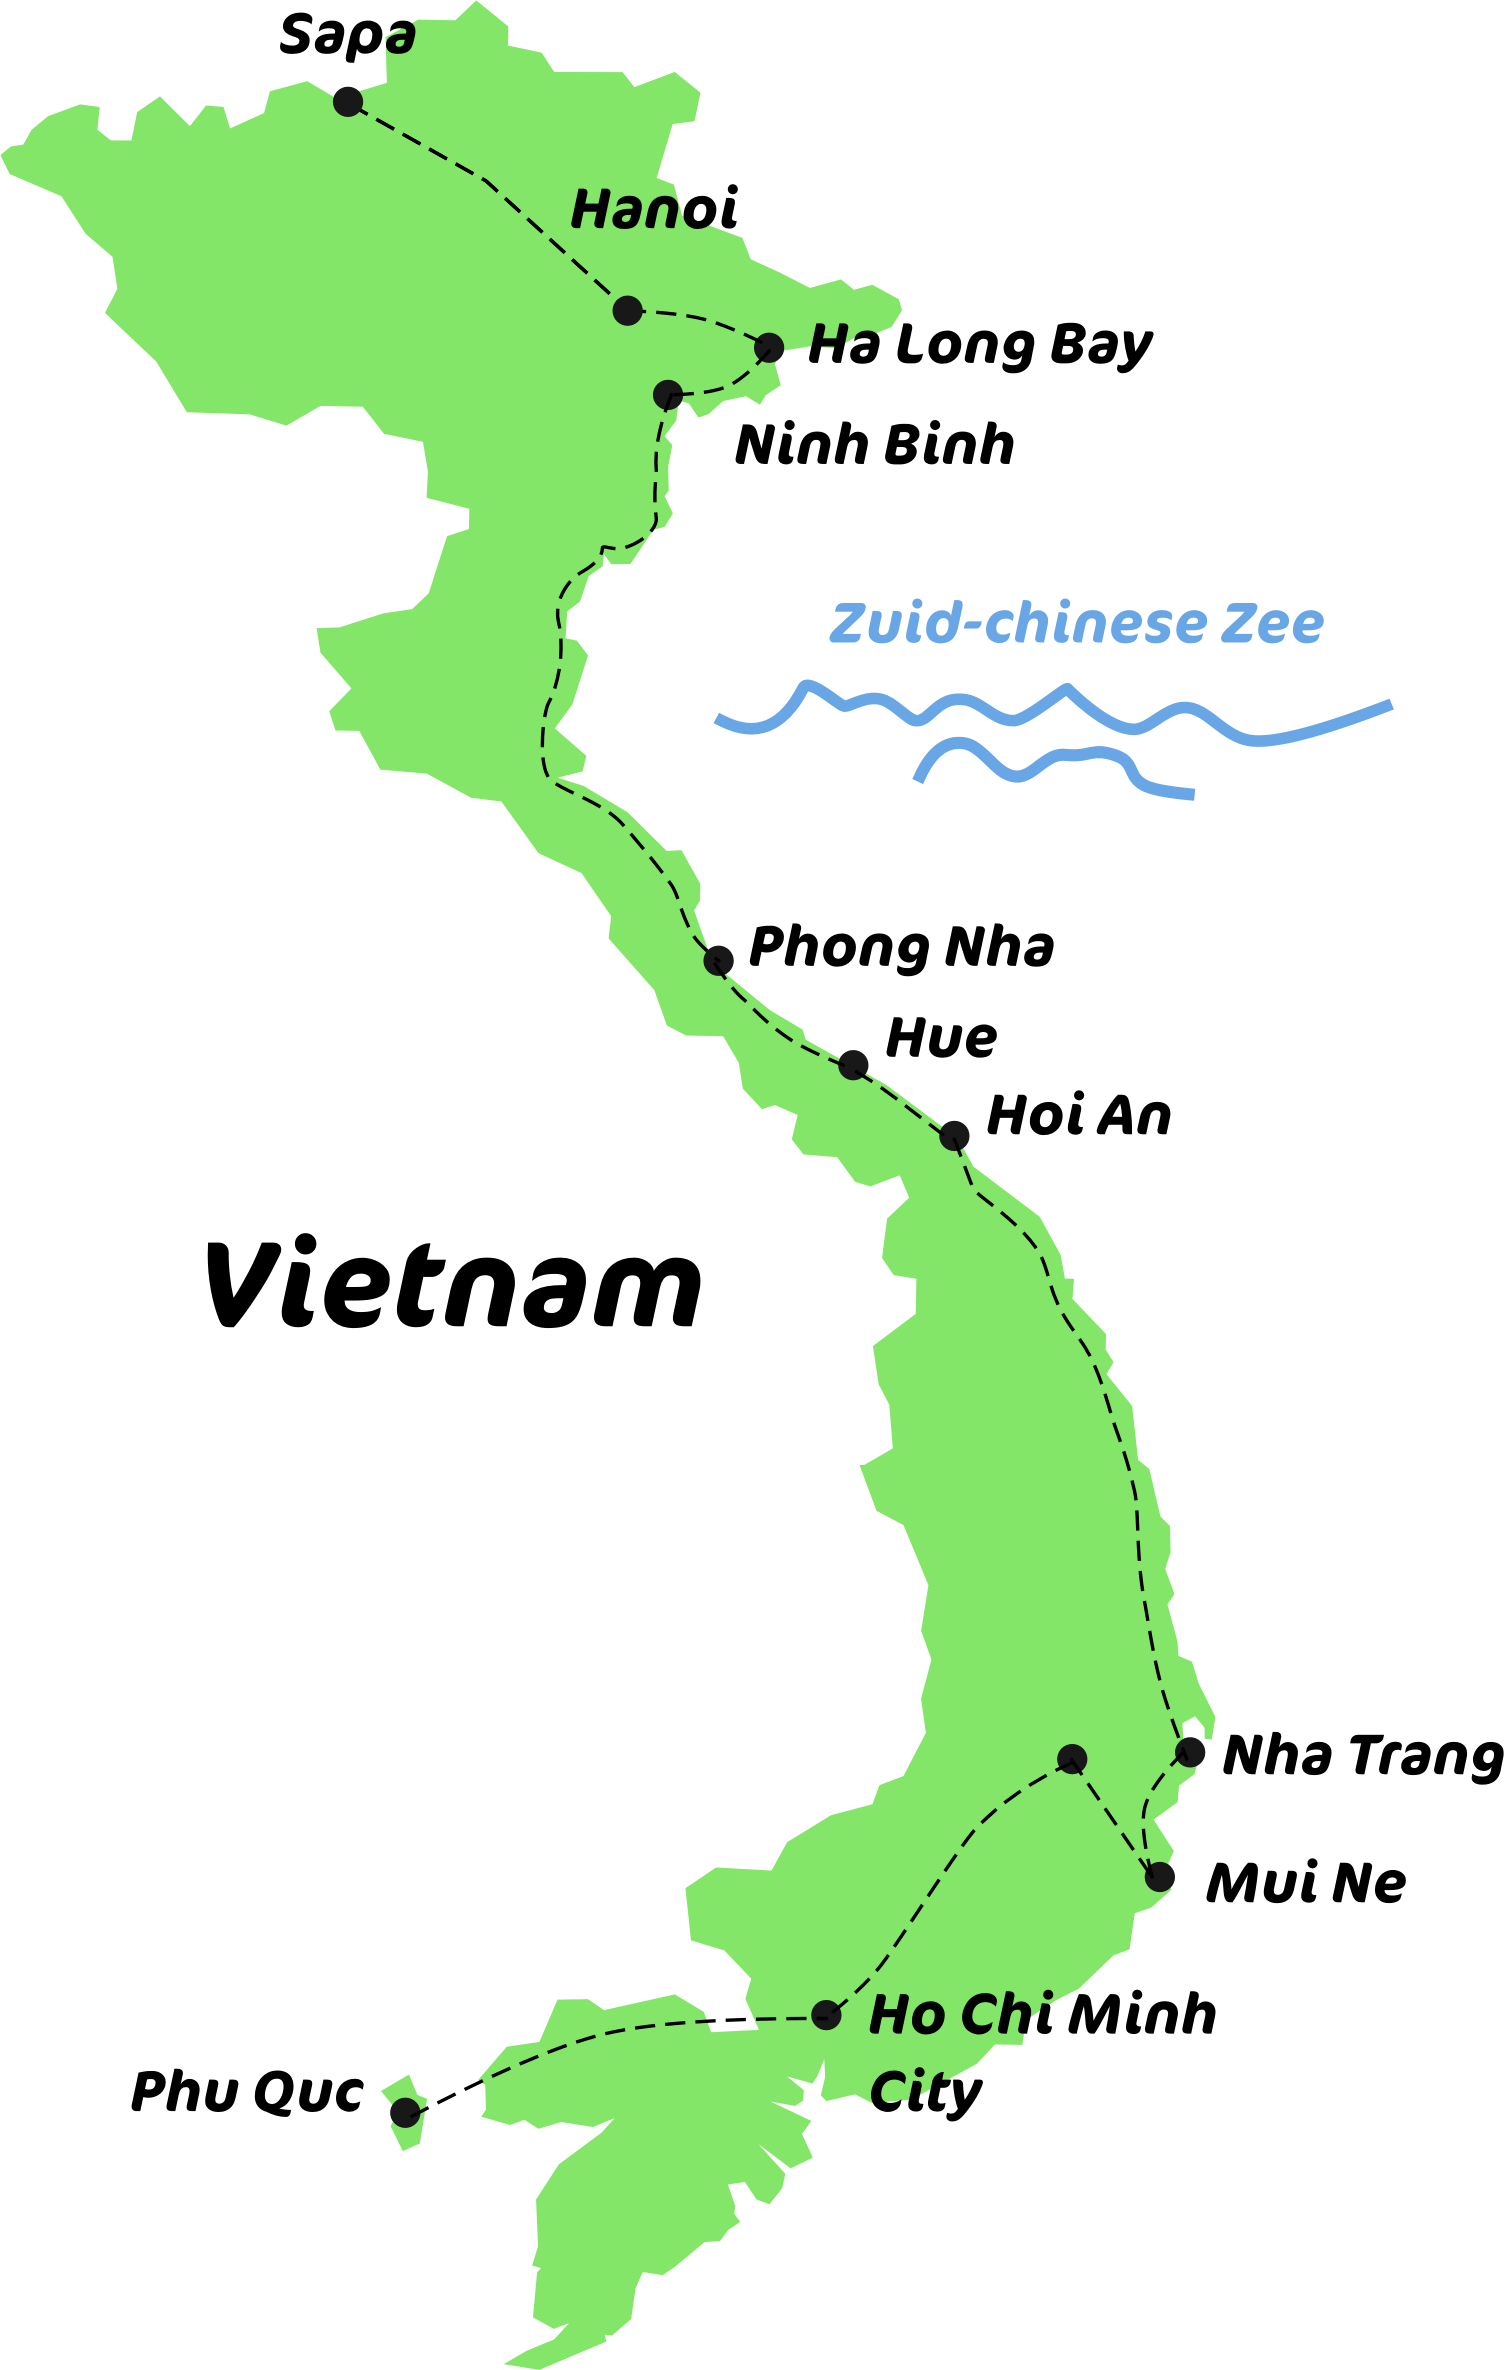 Sapa
Hanoi
Ha Long Bay
Ninh Binh
Zuid-chinese Zee
Phong Nha
Hue
Hoi An
Vietnam
Nha Trang
Mui Ne
Ho Chi Minh
City
Phu Quc